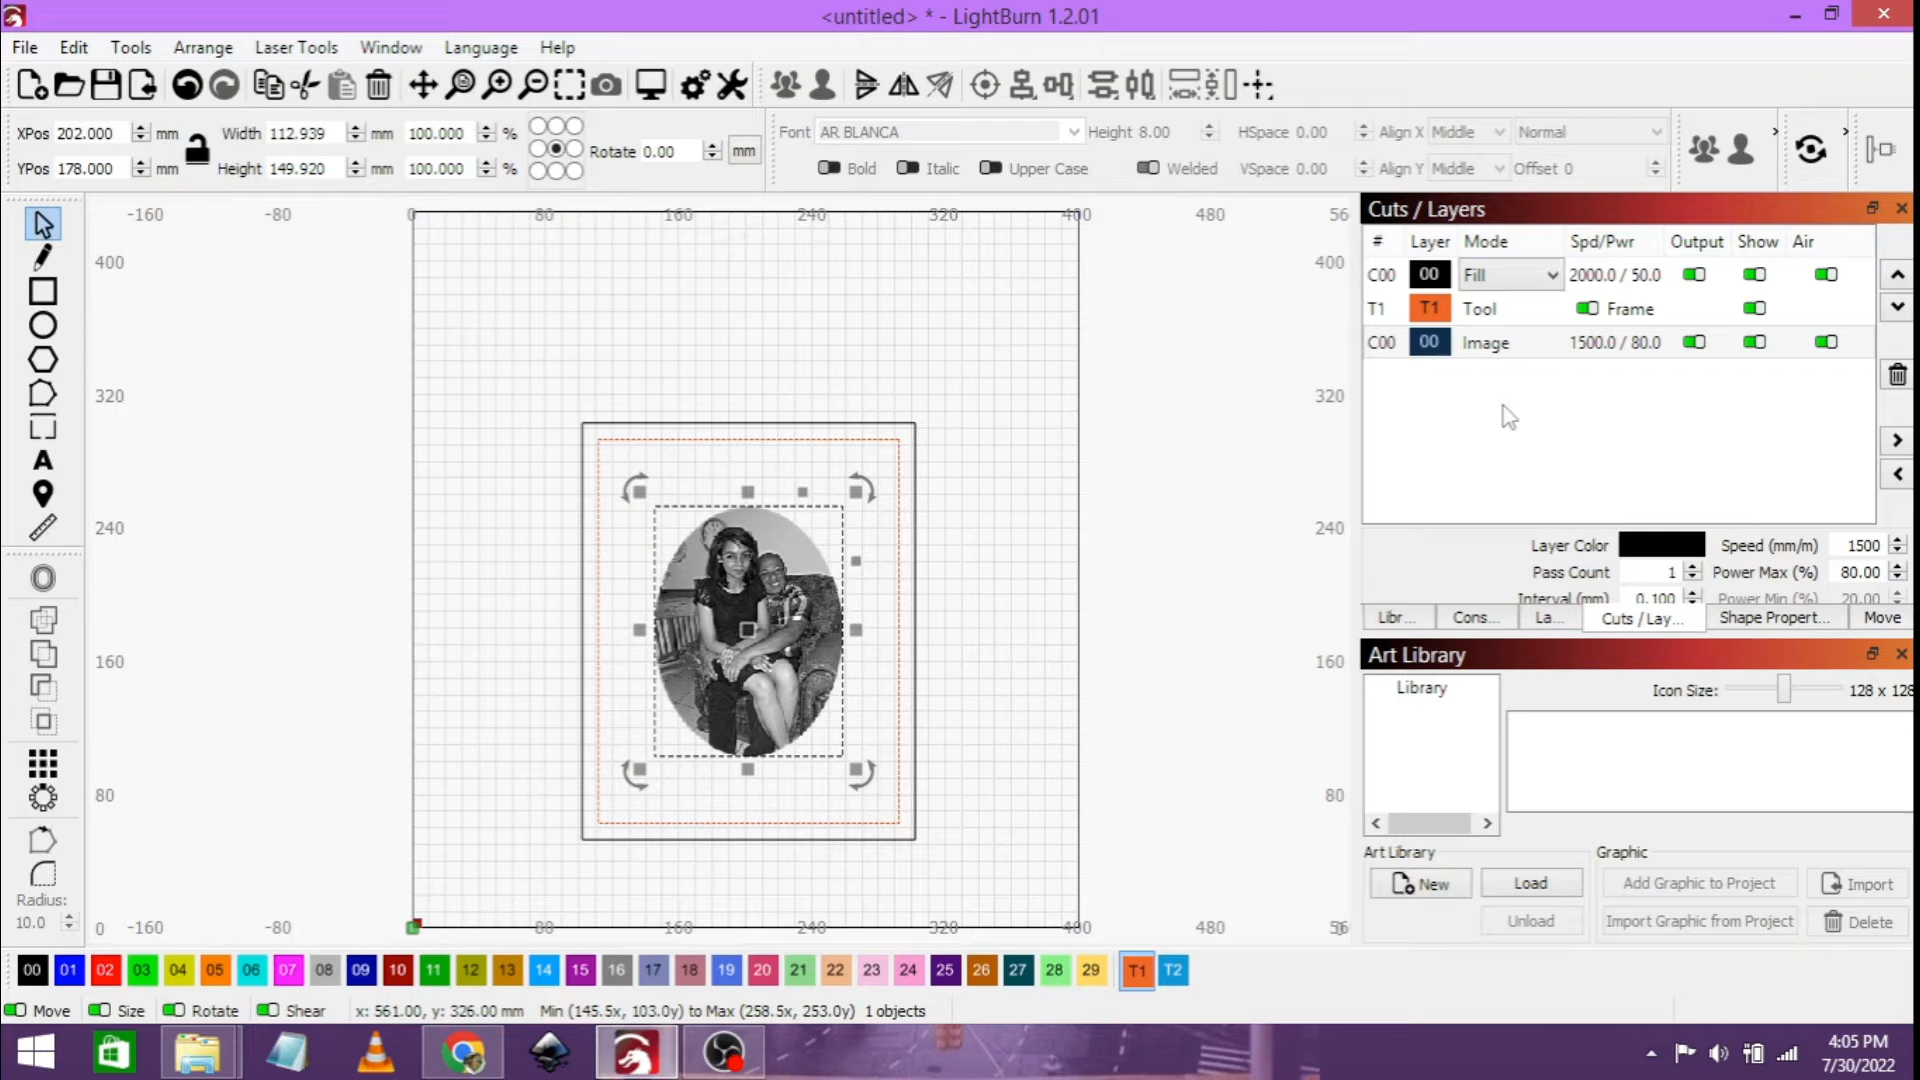 <untitled> * - LightBurn 1.2.01
File Edit Tools Arrange Laser Tools Window Language Help
XPos 202.000 mm Width 112.939 mm 100.000 %
YPos 178.000 mm Height 149.920 mm 100.000 %
Rotate 0.00 mm
Font AR BLANCA Height 8.00 HSpace 0.00 Align X Middle Normal
Bold Italic Upper Case Welded VSpace 0.00 Align Y Middle Offset 0
-160 -80 0 80 160 240 320 400 480 56
400 400
320 320
240 240
160 160
80 80
0 -160 -80 80 160 240 320 400 480
Radius:
10.0
Cuts / Layers
# Layer Mode Spd/Pwr Output Show Air
C00 00 Fill 2000.0 / 50.0
T1 T1 Tool Frame
C00 00 Image 1500.0 / 80.0
Layer Color Speed (mm/m) 1500
Pass Count 1 Power Max (%) 80.00
Interval (mm) 0.100 Power Min (%) 20.00
Libr... Cons... La... Cuts / Lay... Shape Propert... Move
Art Library
Library
Icon Size: 128 x 128
Art Library Graphic
New Load Add Graphic to Project Import
Unload Import Graphic from Project Delete
00 01 02 03 04 05 06 07 08 09 10 11 12 13 14 15 16 17 18 19 20 21 22 23 24 25 26 27 28 29 T1 T2
Move Size Rotate Shear x: 561.00, y: 326.00 mm Min (145.5x, 103.0y) to Max (258.5x, 253.0y) 1 objects
4:05 PM
7/30/2022